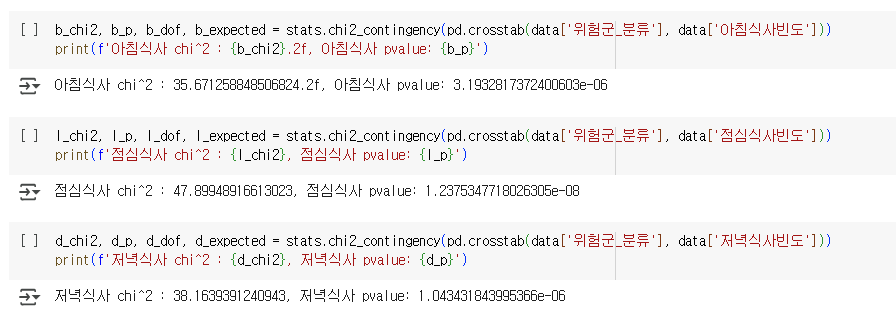 [ ] b_chi2, b_p, b_dof, b_expected = stats.chi2_contingency(pd.crosstab(data['위험군_분류'], data['아침식사빈도']))
print(f'아침식사 chi^2 : {b_chi2}.2f, 아침식사 pvalue: {b_p}')
아침식사 chi^2 : 35.671258848506824.2f, 아침식사 pvalue: 3.1932817372400603e-06
[ ] l_chi2, l_p, l_dof, l_expected = stats.chi2_contingency(pd.crosstab(data['위험군_분류'], data['점심식사빈도']))
print(f'점심식사 chi^2 : {l_chi2}, 점심식사 pvalue: {l_p}')
점심식사 chi^2 : 47.89948916613023, 점심식사 pvalue: 1.2375347718026305e-08
[ ] d_chi2, d_p, d_dof, d_expected = stats.chi2_contingency(pd.crosstab(data['위험군_분류'], data['저녁식사빈도']))
print(f'저녁식사 chi^2 : {d_chi2}, 저녁식사 pvalue: {d_p}')
저녁식사 chi^2 : 38.1639391240943, 저녁식사 pvalue: 1.043431843995366e-06